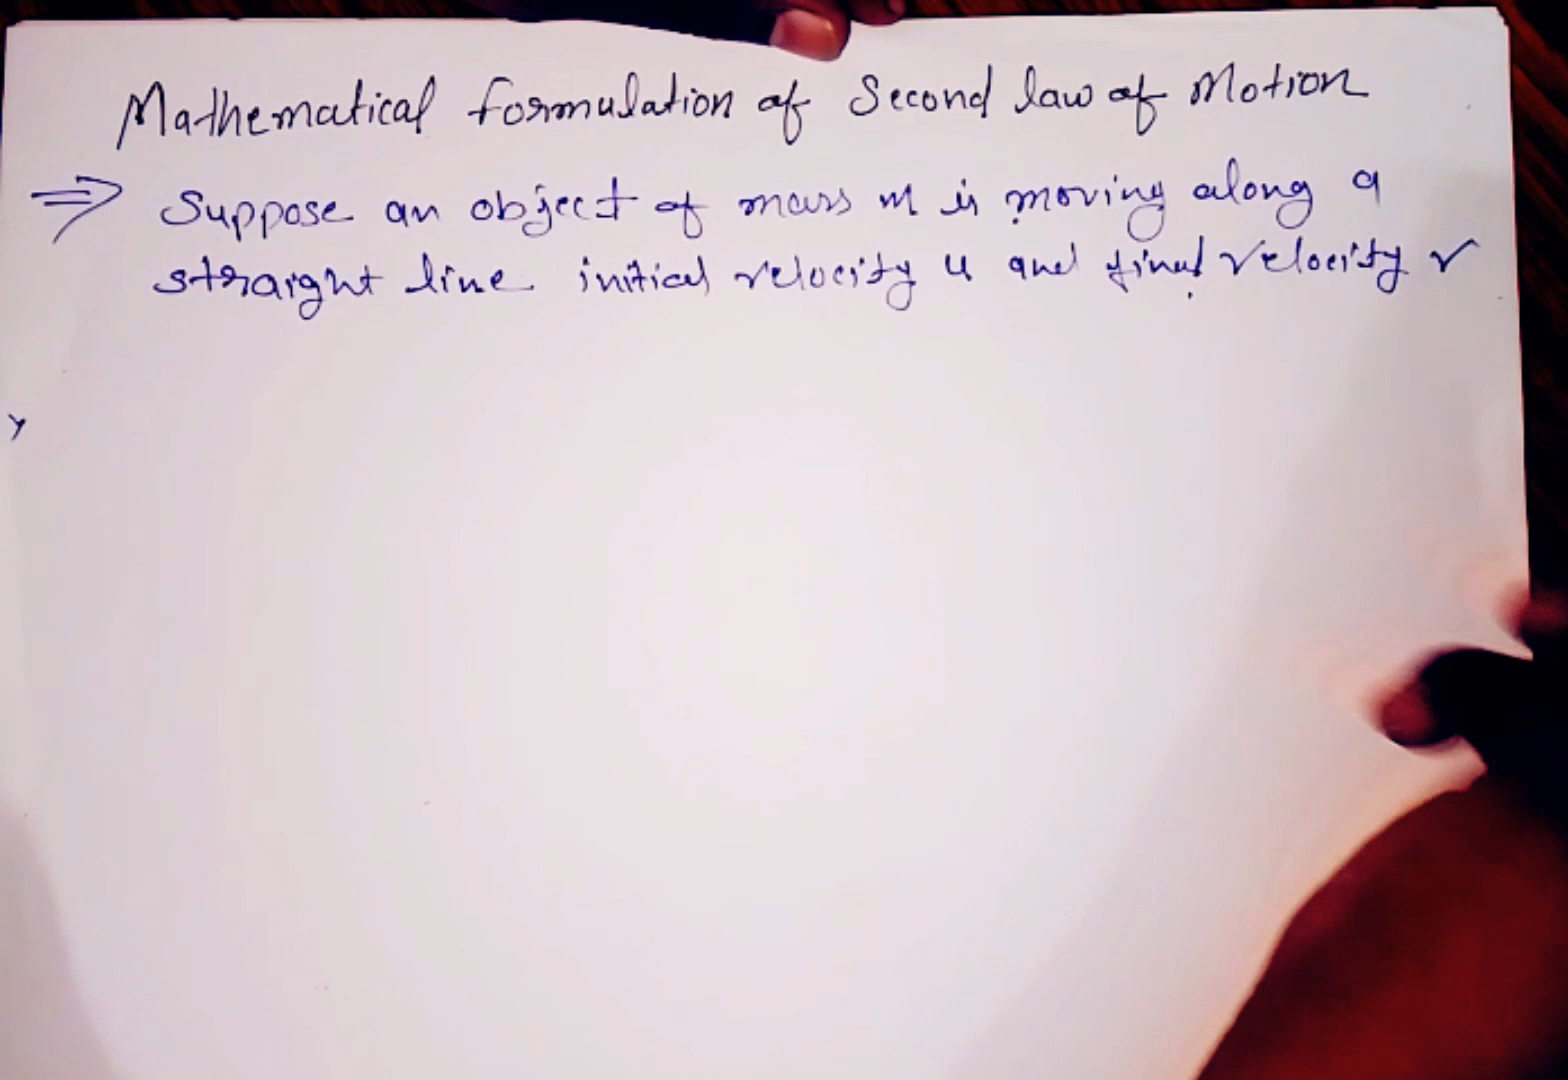 Mathematical formulation of Second law of Motion
⇒ Suppose an object of mass m is moving along a
straight line initial velocity u and final velocity v